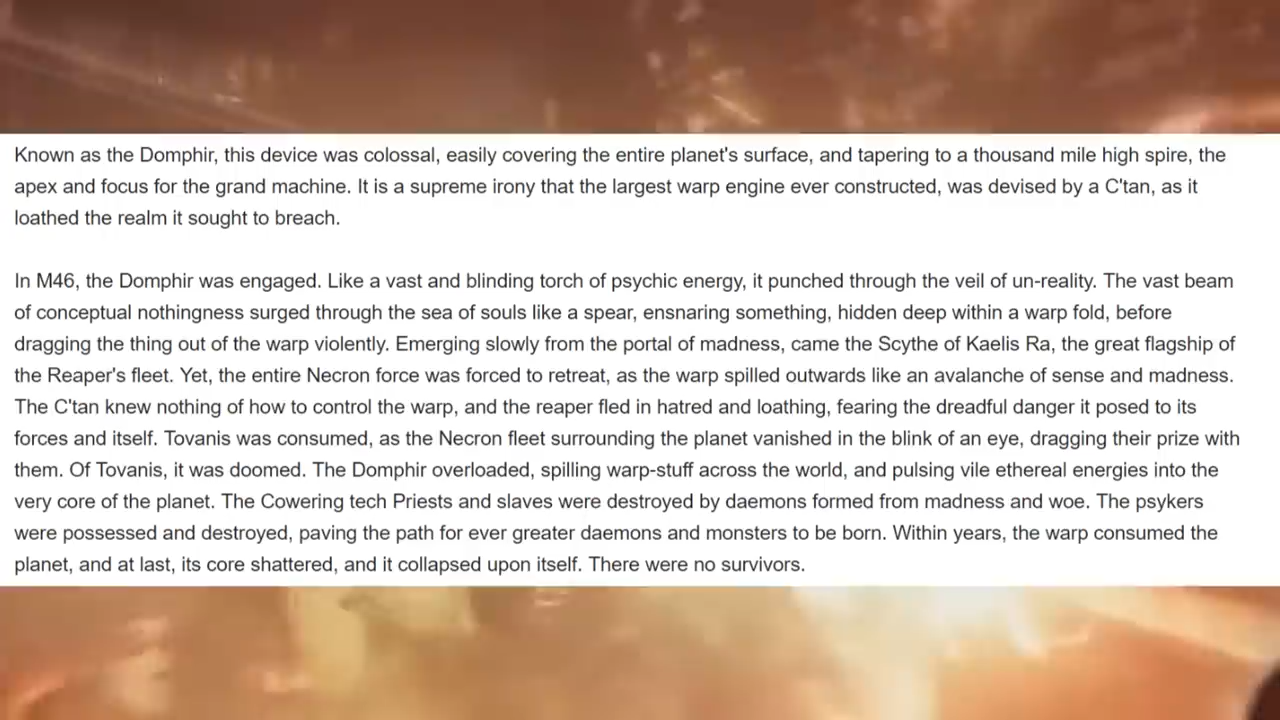 Known as the Domphir, this device was colossal, easily covering the entire planet's surface, and tapering to a thousand mile high spire, the
apex and focus for the grand machine. It is a supreme irony that the largest warp engine ever constructed, was devised by a C'tan, as it
loathed the realm it sought to breach.
In M46, the Domphir was engaged. Like a vast and blinding torch of psychic energy, it punched through the veil of un-reality. The vast beam
of conceptual nothingness surged through the sea of souls like a spear, ensnaring something, hidden deep within a warp fold, before
dragging the thing out of the warp violently. Emerging slowly from the portal of madness, came the Scythe of Kaelis Ra, the great flagship of
the Reaper's fleet. Yet, the entire Necron force was forced to retreat, as the warp spilled outwards like an avalanche of sense and madness.
The C'tan knew nothing of how to control the warp, and the reaper fled in hatred and loathing, fearing the dreadful danger it posed to its
forces and itself. Tovanis was consumed, as the Necron fleet surrounding the planet vanished in the blink of an eye, dragging their prize with
them. Of Tovanis, it was doomed. The Domphir overloaded, spilling warp-stuff across the world, and pulsing vile ethereal energies into the
very core of the planet. The Cowering tech Priests and slaves were destroyed by daemons formed from madness and woe. The psykers
were possessed and destroyed, paving the path for ever greater daemons and monsters to be born. Within years, the warp consumed the
planet, and at last, its core shattered, and it collapsed upon itself. There were no survivors.